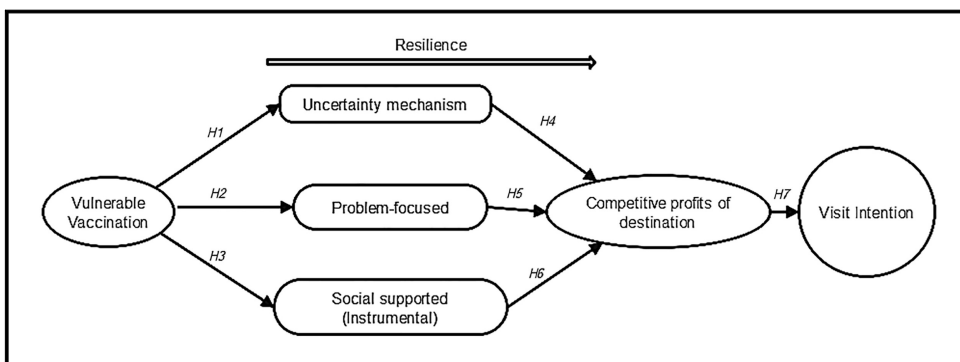 Resilience
Uncertainty mechanism
H1
H4
Vulnerable
Vaccination
H2
Problem-focused
H5
Competitive profits of
destination
H7
Visit Intention
H3
H6
Social supported
(Instrumental)